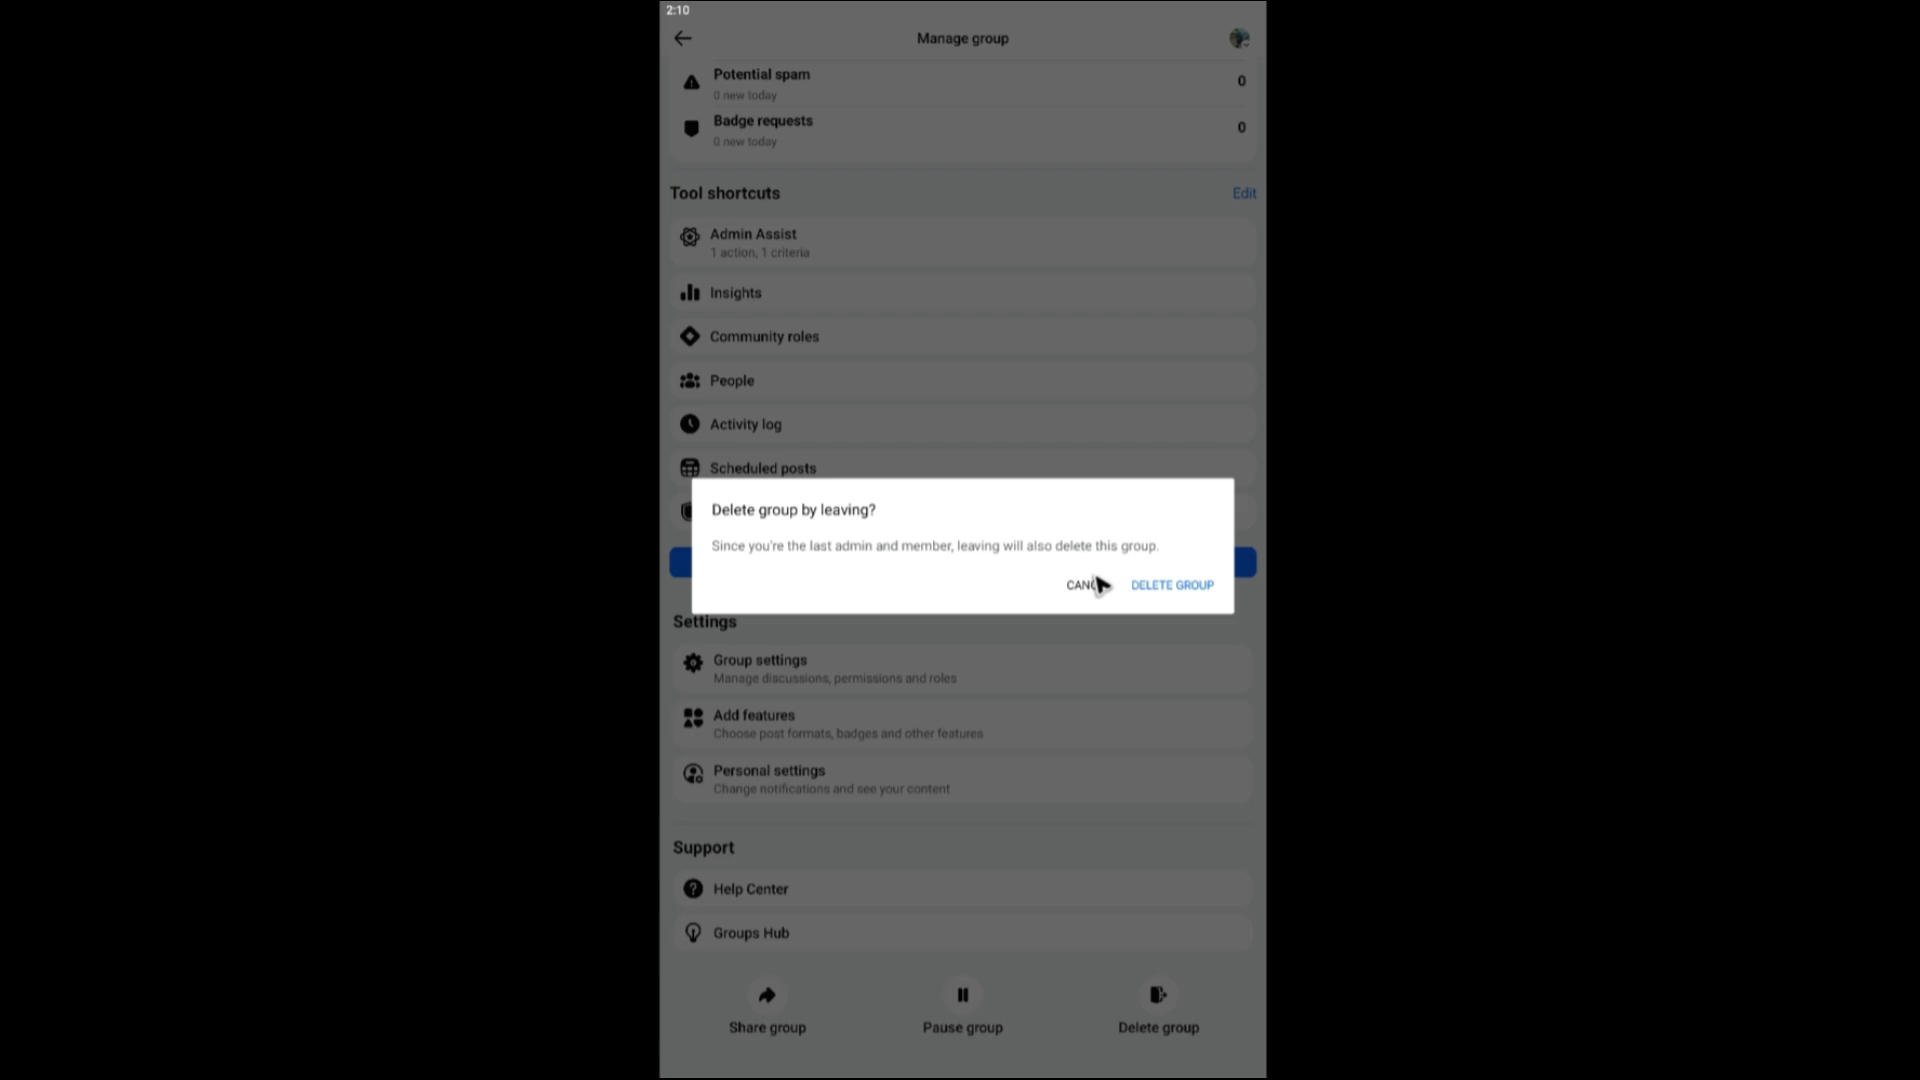 2:10
Manage group
Potential spam
0
0 new today
Badge requests
0
0 new today
Tool shortcuts
Edit
Admin Assist
1 action, 1 criteria
Insights
Community roles
People
Activity log
Scheduled posts
Delete group by leaving?
Since you're the last admin and member, leaving will also delete this group.
DELETE GROUP
Settings
Group settings
Manage discussions, permissions and roles
Add features
Choose post formats, badges and other features
Personal settings
Change notifications and see your content
Support
Help Center
Groups Hub
Share group
Pause group
Delete group